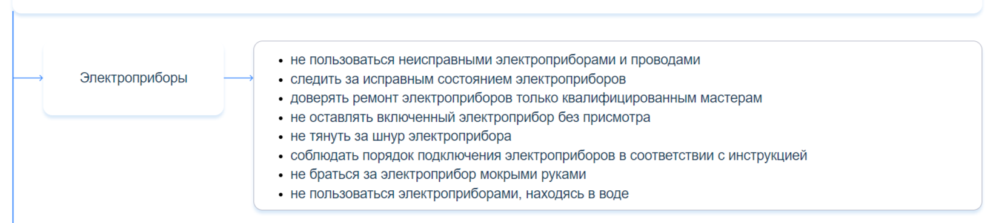 Электроприборы
• не пользоваться неисправными электроприборами и проводами
• следить за исправным состоянием электроприборов
• доверять ремонт электроприборов только квалифицированным мастерам
• не оставлять включенный электроприбор без присмотра
• не тянуть за шнур электроприбора
• соблюдать порядок подключения электроприборов в соответствии с инструкцией
• не браться за электроприбор мокрыми руками
• не пользоваться электроприборами, находясь в воде